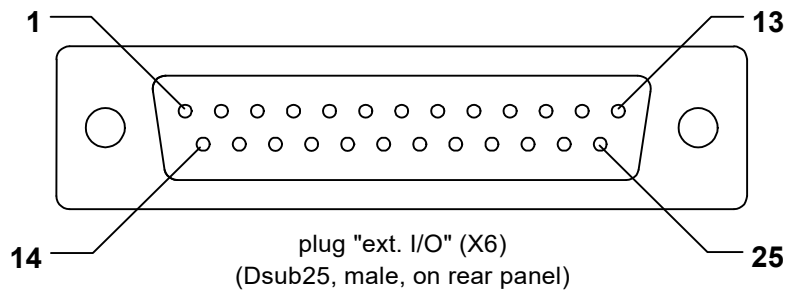 1
13
14
25
plug "ext. I/O" (X6)
(Dsub25, male, on rear panel)